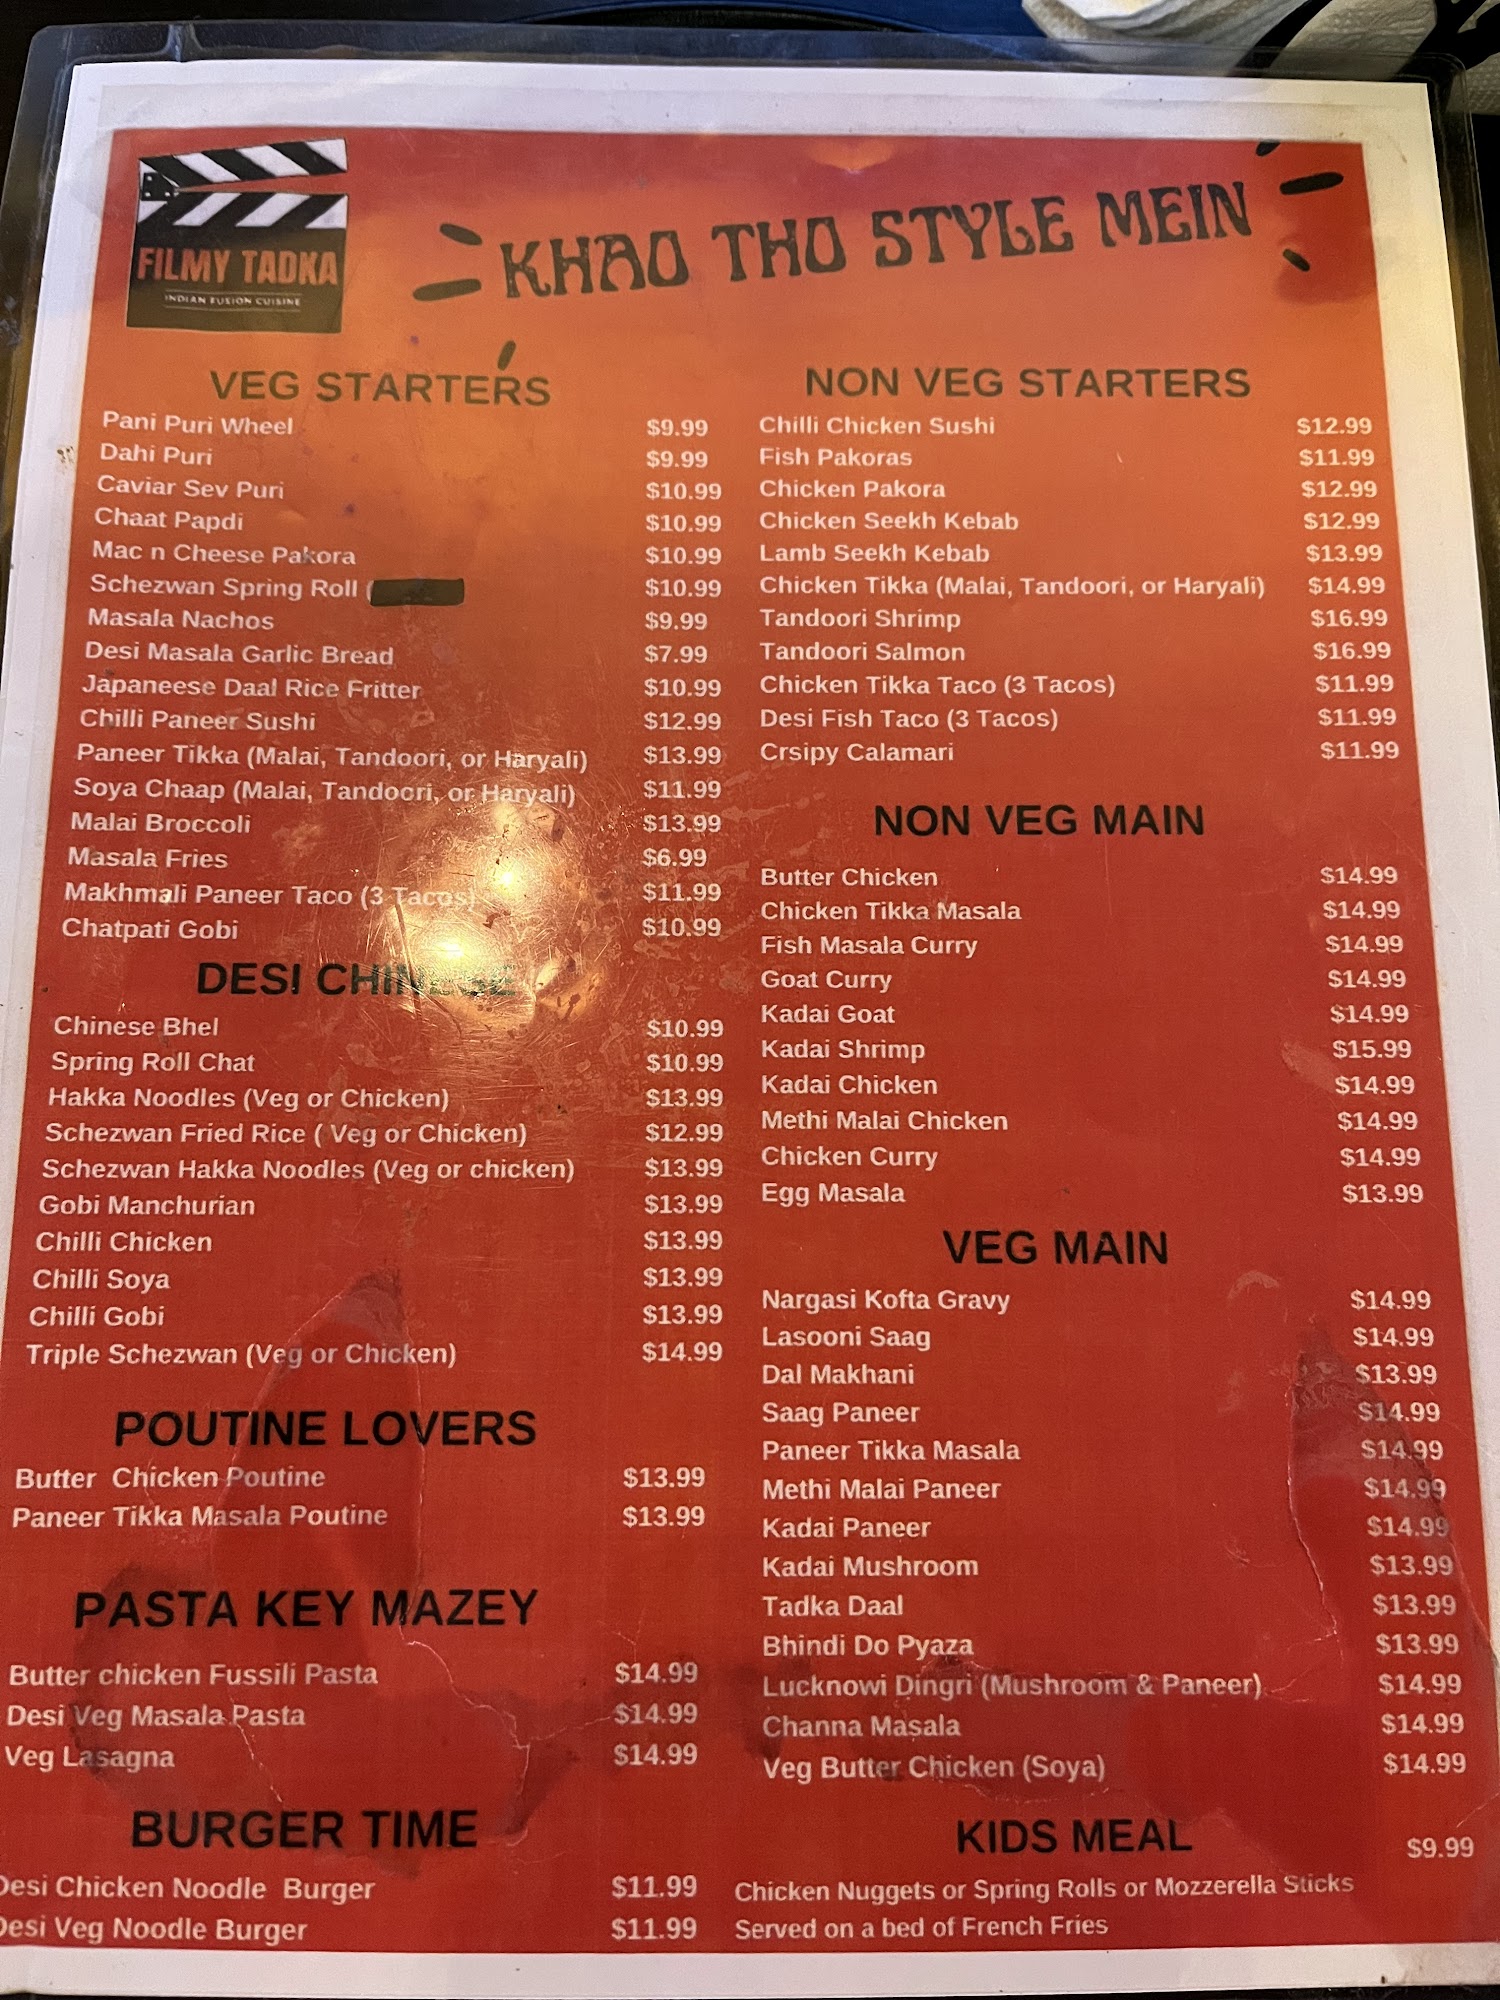 FILMY TADKA
INDIAN FUSION CUISINE
KHAO THO STYLE MEIN
VEG STARTERS
Pani Puri Wheel $9.99
Dahi Puri $9.99
Caviar Sev Puri $10.99
Chaat Papdi $10.99
Mac n Cheese Pakora $10.99
Schezwan Spring Roll ( $10.99
Masala Nachos $9.99
Desi Masala Garlic Bread $7.99
Japaneese Daal Rice Fritter $10.99
Chilli Paneer Sushi $12.99
Paneer Tikka (Malai, Tandoori, or Haryali) $13.99
Soya Chaap (Malai, Tandoori, or Haryali) $11.99
Malai Broccoli $13.99
Masala Fries $6.99
Makhmali Paneer Taco (3 Tacos) $11.99
Chatpati Gobi $10.99
DESI CHINESE
Chinese Bhel $10.99
Spring Roll Chat $10.99
Hakka Noodles (Veg or Chicken) $13.99
Schezwan Fried Rice ( Veg or Chicken) $12.99
Schezwan Hakka Noodles (Veg or chicken) $13.99
Gobi Manchurian $13.99
Chilli Chicken $13.99
Chilli Soya $13.99
Chilli Gobi $13.99
Triple Schezwan (Veg or Chicken) $14.99
POUTINE LOVERS
Butter Chicken Poutine $13.99
Paneer Tikka Masala Poutine $13.99
PASTA KEY MAZEY
Butter chicken Fussili Pasta $14.99
Desi Veg Masala Pasta $14.99
Veg Lasagna $14.99
BURGER TIME
Desi Chicken Noodle Burger $11.99
Desi Veg Noodle Burger $11.99
NON VEG STARTERS
Chilli Chicken Sushi $12.99
Fish Pakoras $11.99
Chicken Pakora $12.99
Chicken Seekh Kebab $12.99
Lamb Seekh Kebab $13.99
Chicken Tikka (Malai, Tandoori, or Haryali) $14.99
Tandoori Shrimp $16.99
Tandoori Salmon $16.99
Chicken Tikka Taco (3 Tacos) $11.99
Desi Fish Taco (3 Tacos) $11.99
Crsipy Calamari $11.99
NON VEG MAIN
Butter Chicken $14.99
Chicken Tikka Masala $14.99
Fish Masala Curry $14.99
Goat Curry $14.99
Kadai Goat $14.99
Kadai Shrimp $15.99
Kadai Chicken $14.99
Methi Malai Chicken $14.99
Chicken Curry $14.99
Egg Masala $13.99
VEG MAIN
Nargasi Kofta Gravy $14.99
Lasooni Saag $14.99
Dal Makhani $13.99
Saag Paneer $14.99
Paneer Tikka Masala $14.99
Methi Malai Paneer $14.99
Kadai Paneer $14.99
Kadai Mushroom $13.99
Tadka Daal $13.99
Bhindi Do Pyaza $13.99
Lucknowi Dingri (Mushroom & Paneer) $14.99
Channa Masala $14.99
Veg Butter Chicken (Soya) $14.99
KIDS MEAL $9.99
Chicken Nuggets or Spring Rolls or Mozzerella Sticks
Served on a bed of French Fries